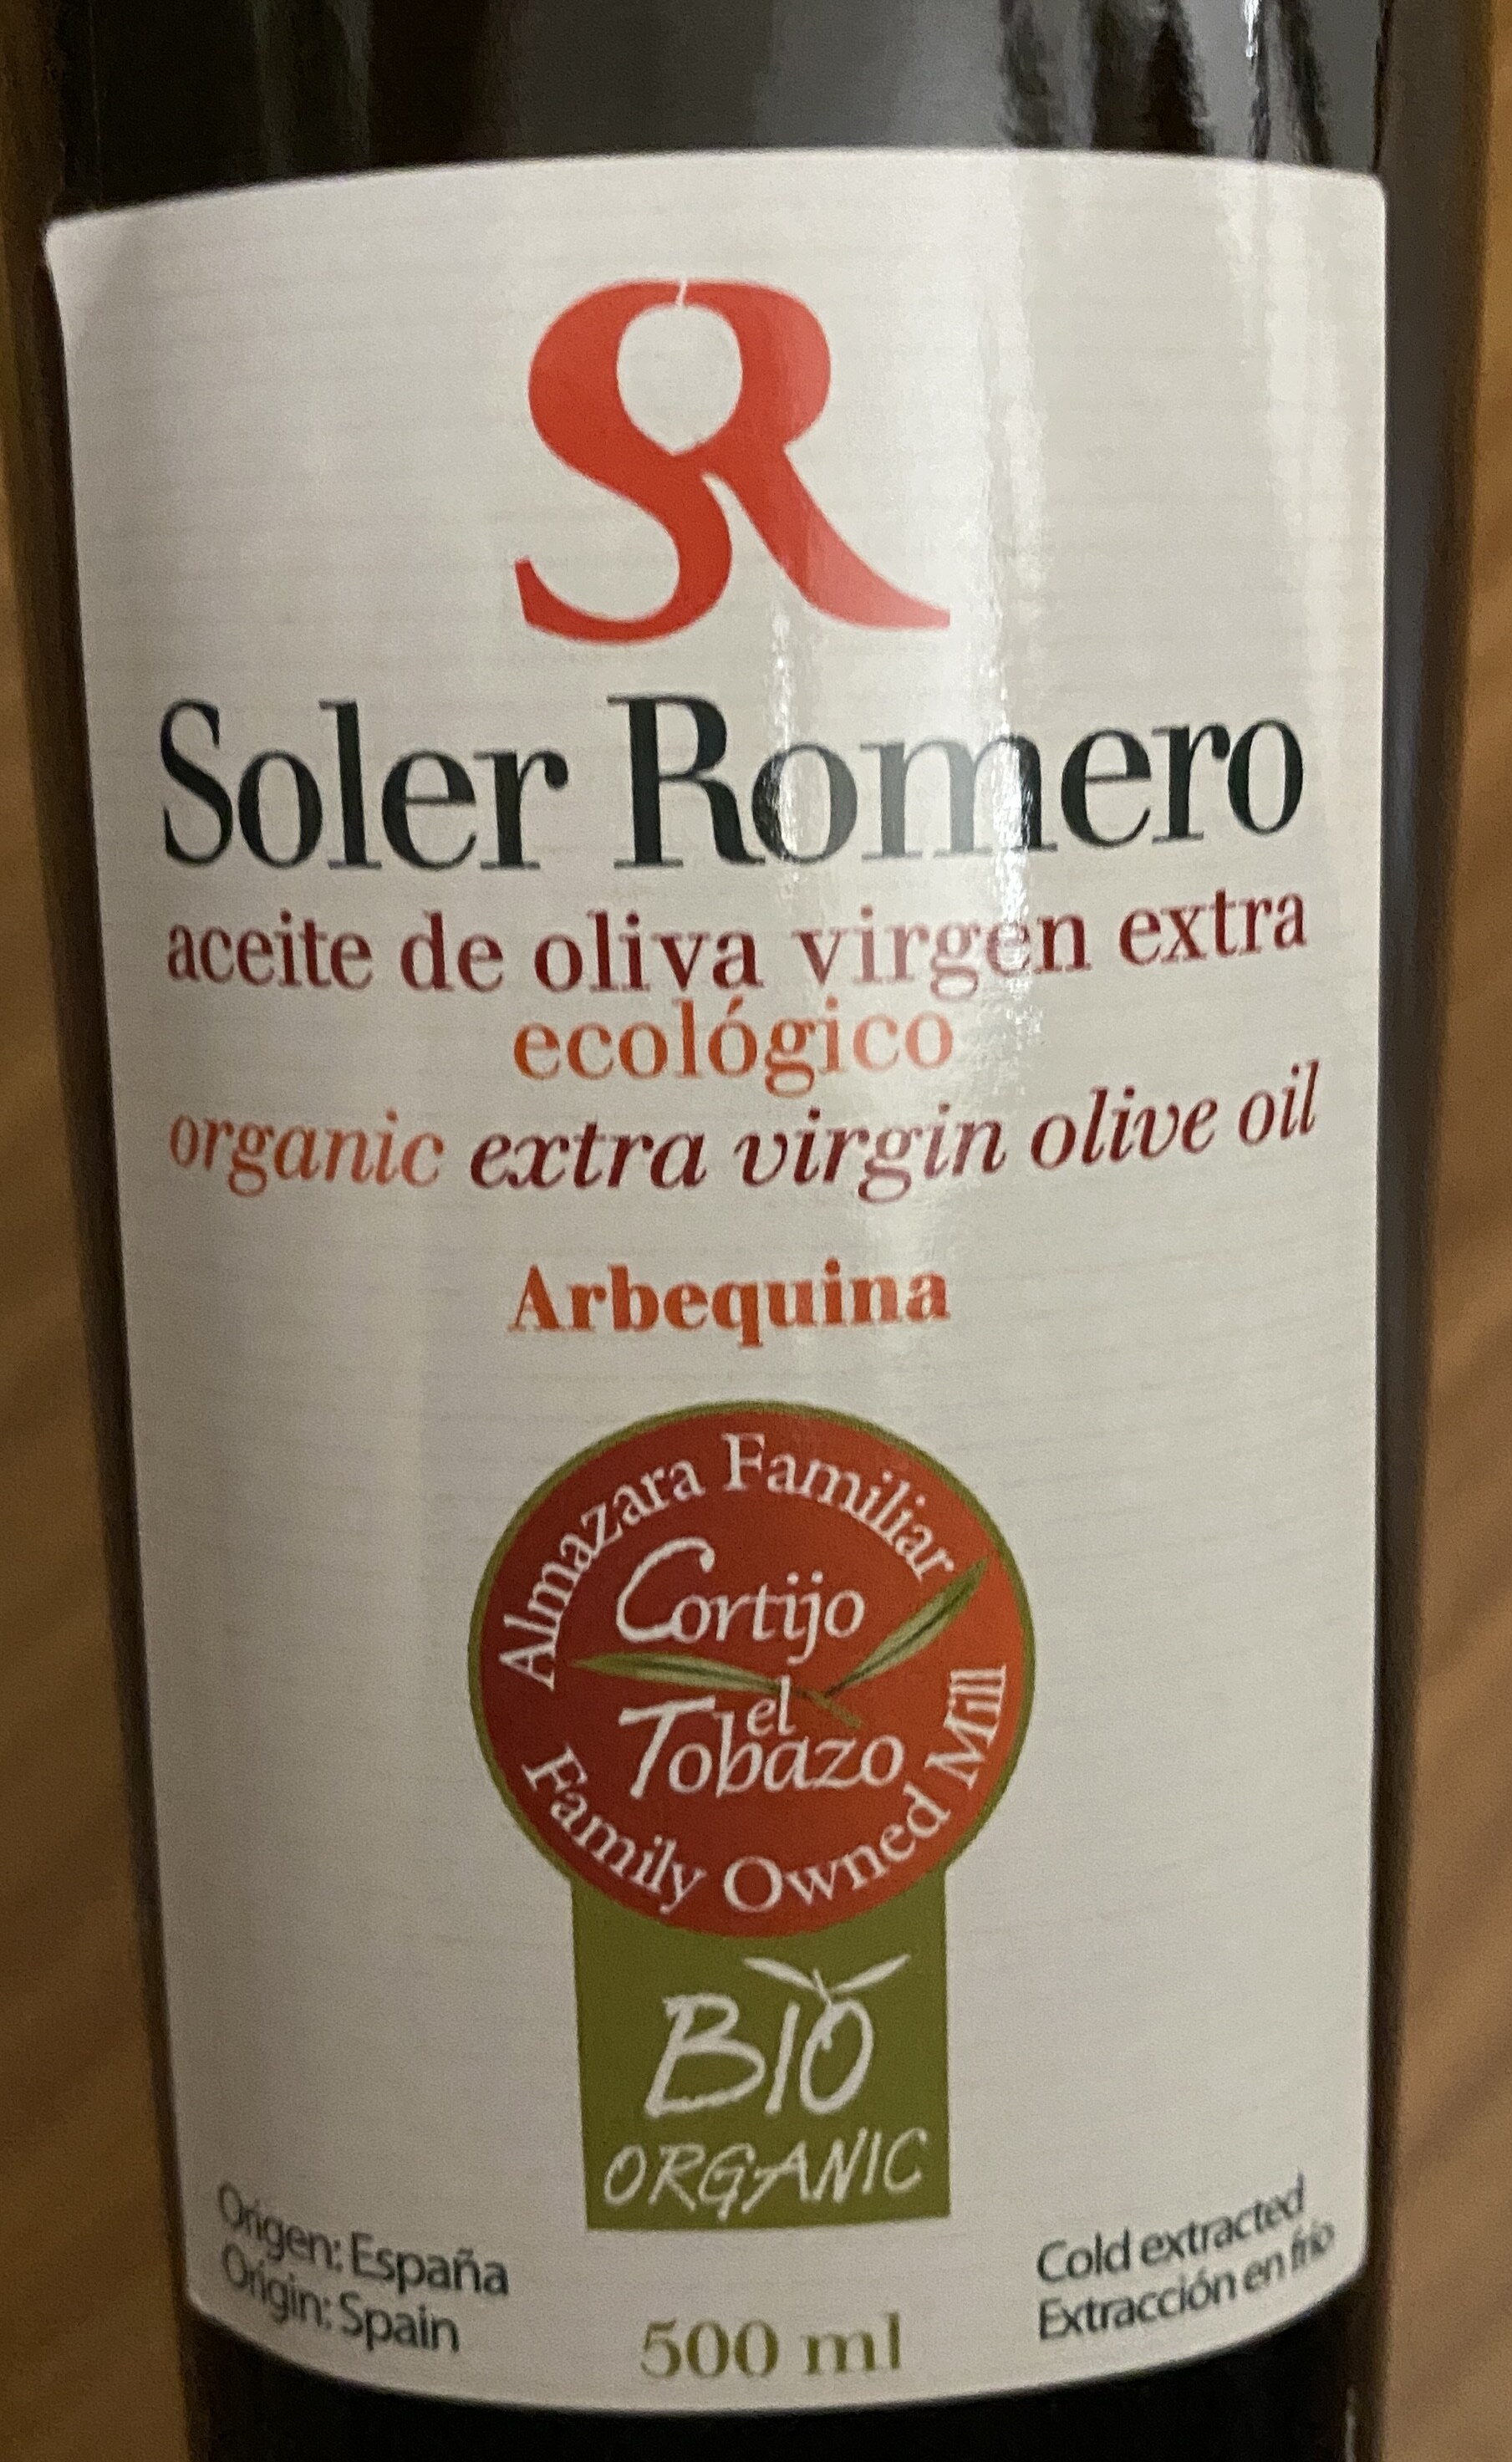 SR
Soler Romero
aceite de oliva virgen extra
ecológico
organic extra virgin olive oil
Arbequina
Almazara Familiar
Cortijo
el
Tobazo
Family Owned Mill
BIO
ORGANIC
Origen: España
Origin: Spain
500 ml
Cold extracted
Extracción en frío